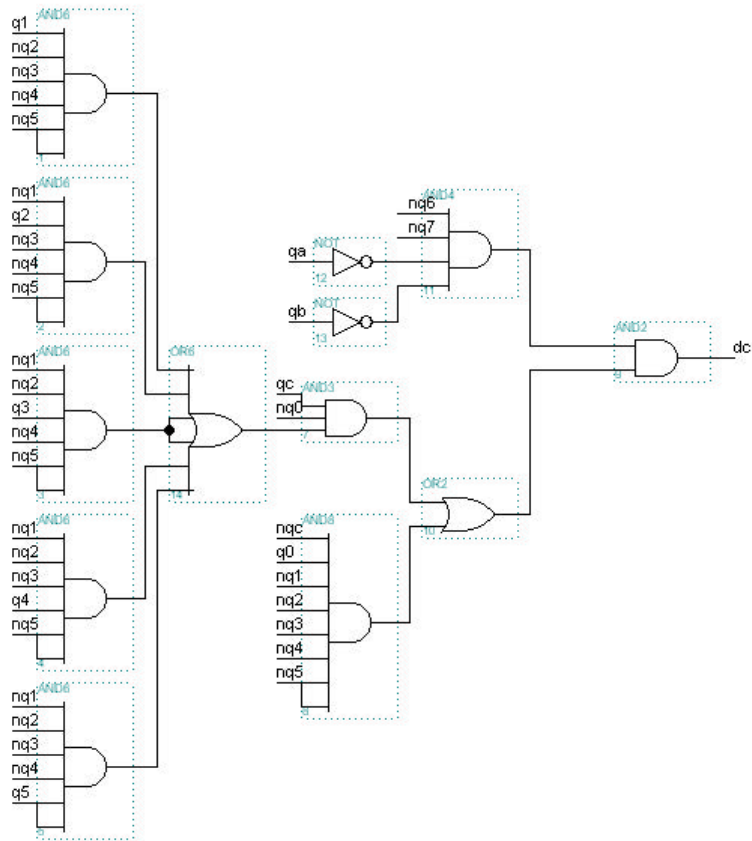 AND6
q1
nq2
nq3
nq4
nq5
1
AND6
nq1
q2
nq3
nq4
nq5
2
AND6
nq1
nq2
q3
nq4
nq5
3
AND6
nq1
nq2
nq3
q4
nq5
4
AND6
nq1
nq2
nq3
nq4
q5
5
OR6
14
AND4
nq6
nq7
11
NOT
qa
12
NOT
qb
13
AND3
qc
nq0
7
AND8
nqc
q0
nq1
nq2
nq3
nq4
nq5
8
OR2
10
AND2
9
dc